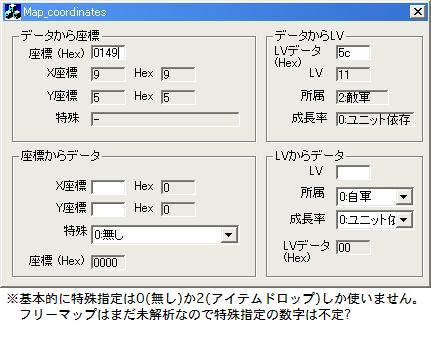 Map_coordinates
データから座標
座標 (Hex) 0149
X座標 9 Hex 9
Y座標 5 Hex 5
特殊 -
データからLV
LVデータ 5c
(Hex)
LV 11
所属 2:敵軍
成長率 0:ユニット依存
座標からデータ
X座標 Hex 0
Y座標 Hex 0
特殊 0:無し
座標 (Hex) 0000
LVからデータ
LV
所属 0:自軍
成長率 0:ユニット依
LVデータ 00
(Hex)
※基本的に特殊指定は0(無し)か2(アイテムドロップ)しか使いません。
フリーマップはまだ未解析なので特殊指定の数字は不定?